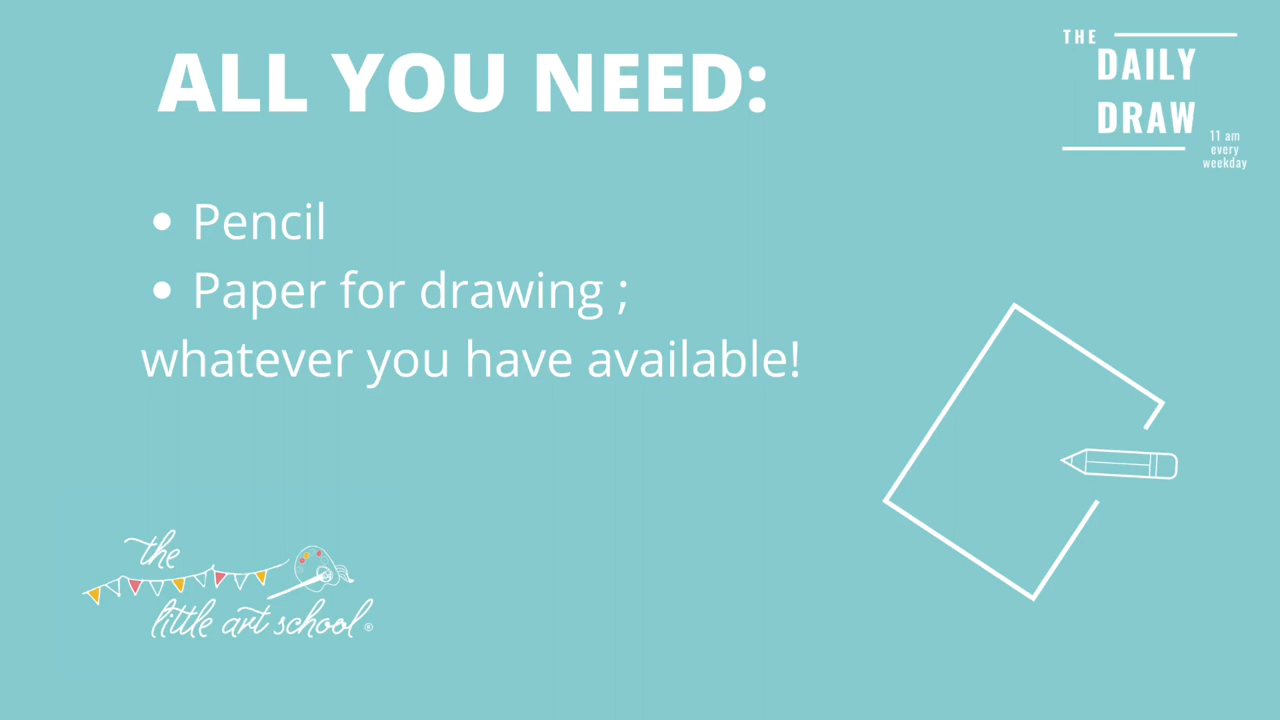 ALL YOU NEED:
THE
DAILY
DRAW
11 am
every
weekday
• Pencil
• Paper for drawing ;
whatever you have available!
the
little art school®